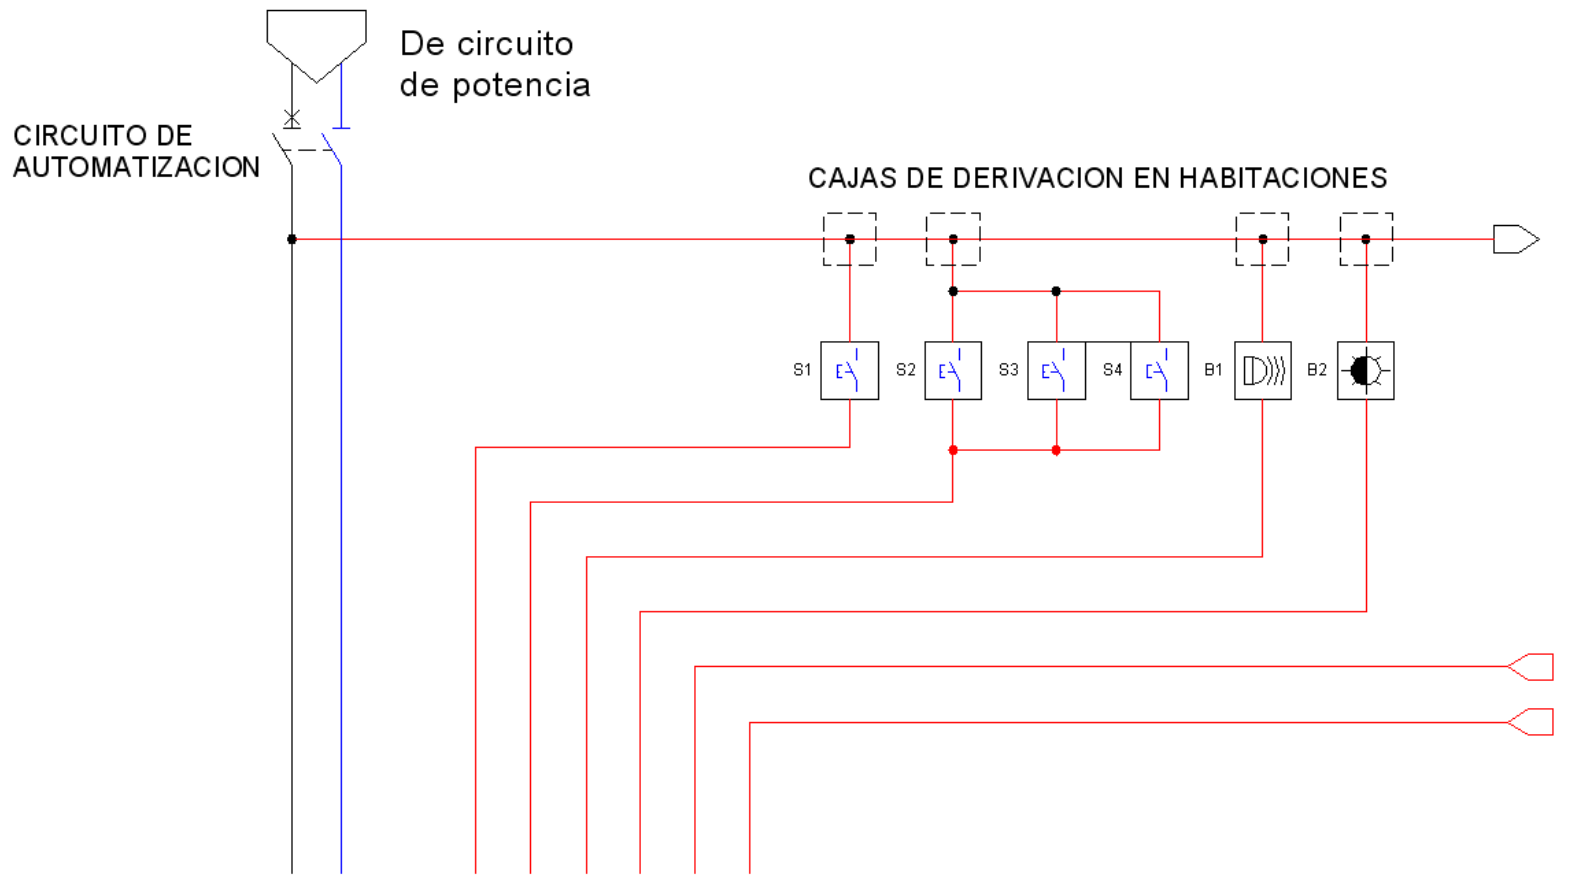 De circuito
de potencia
CIRCUITO DE
AUTOMATIZACION
CAJAS DE DERIVACION EN HABITACIONES
S1
S2
S3
S4
B1
B2